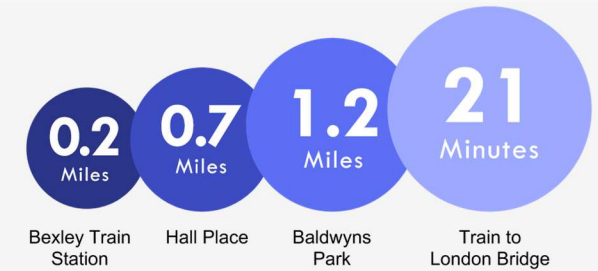 0.2
Miles
0.7
Miles
1.2
Miles
21
Minutes
Bexley Train
Station
Hall Place
Baldwyns
Park
Train to
London Bridge